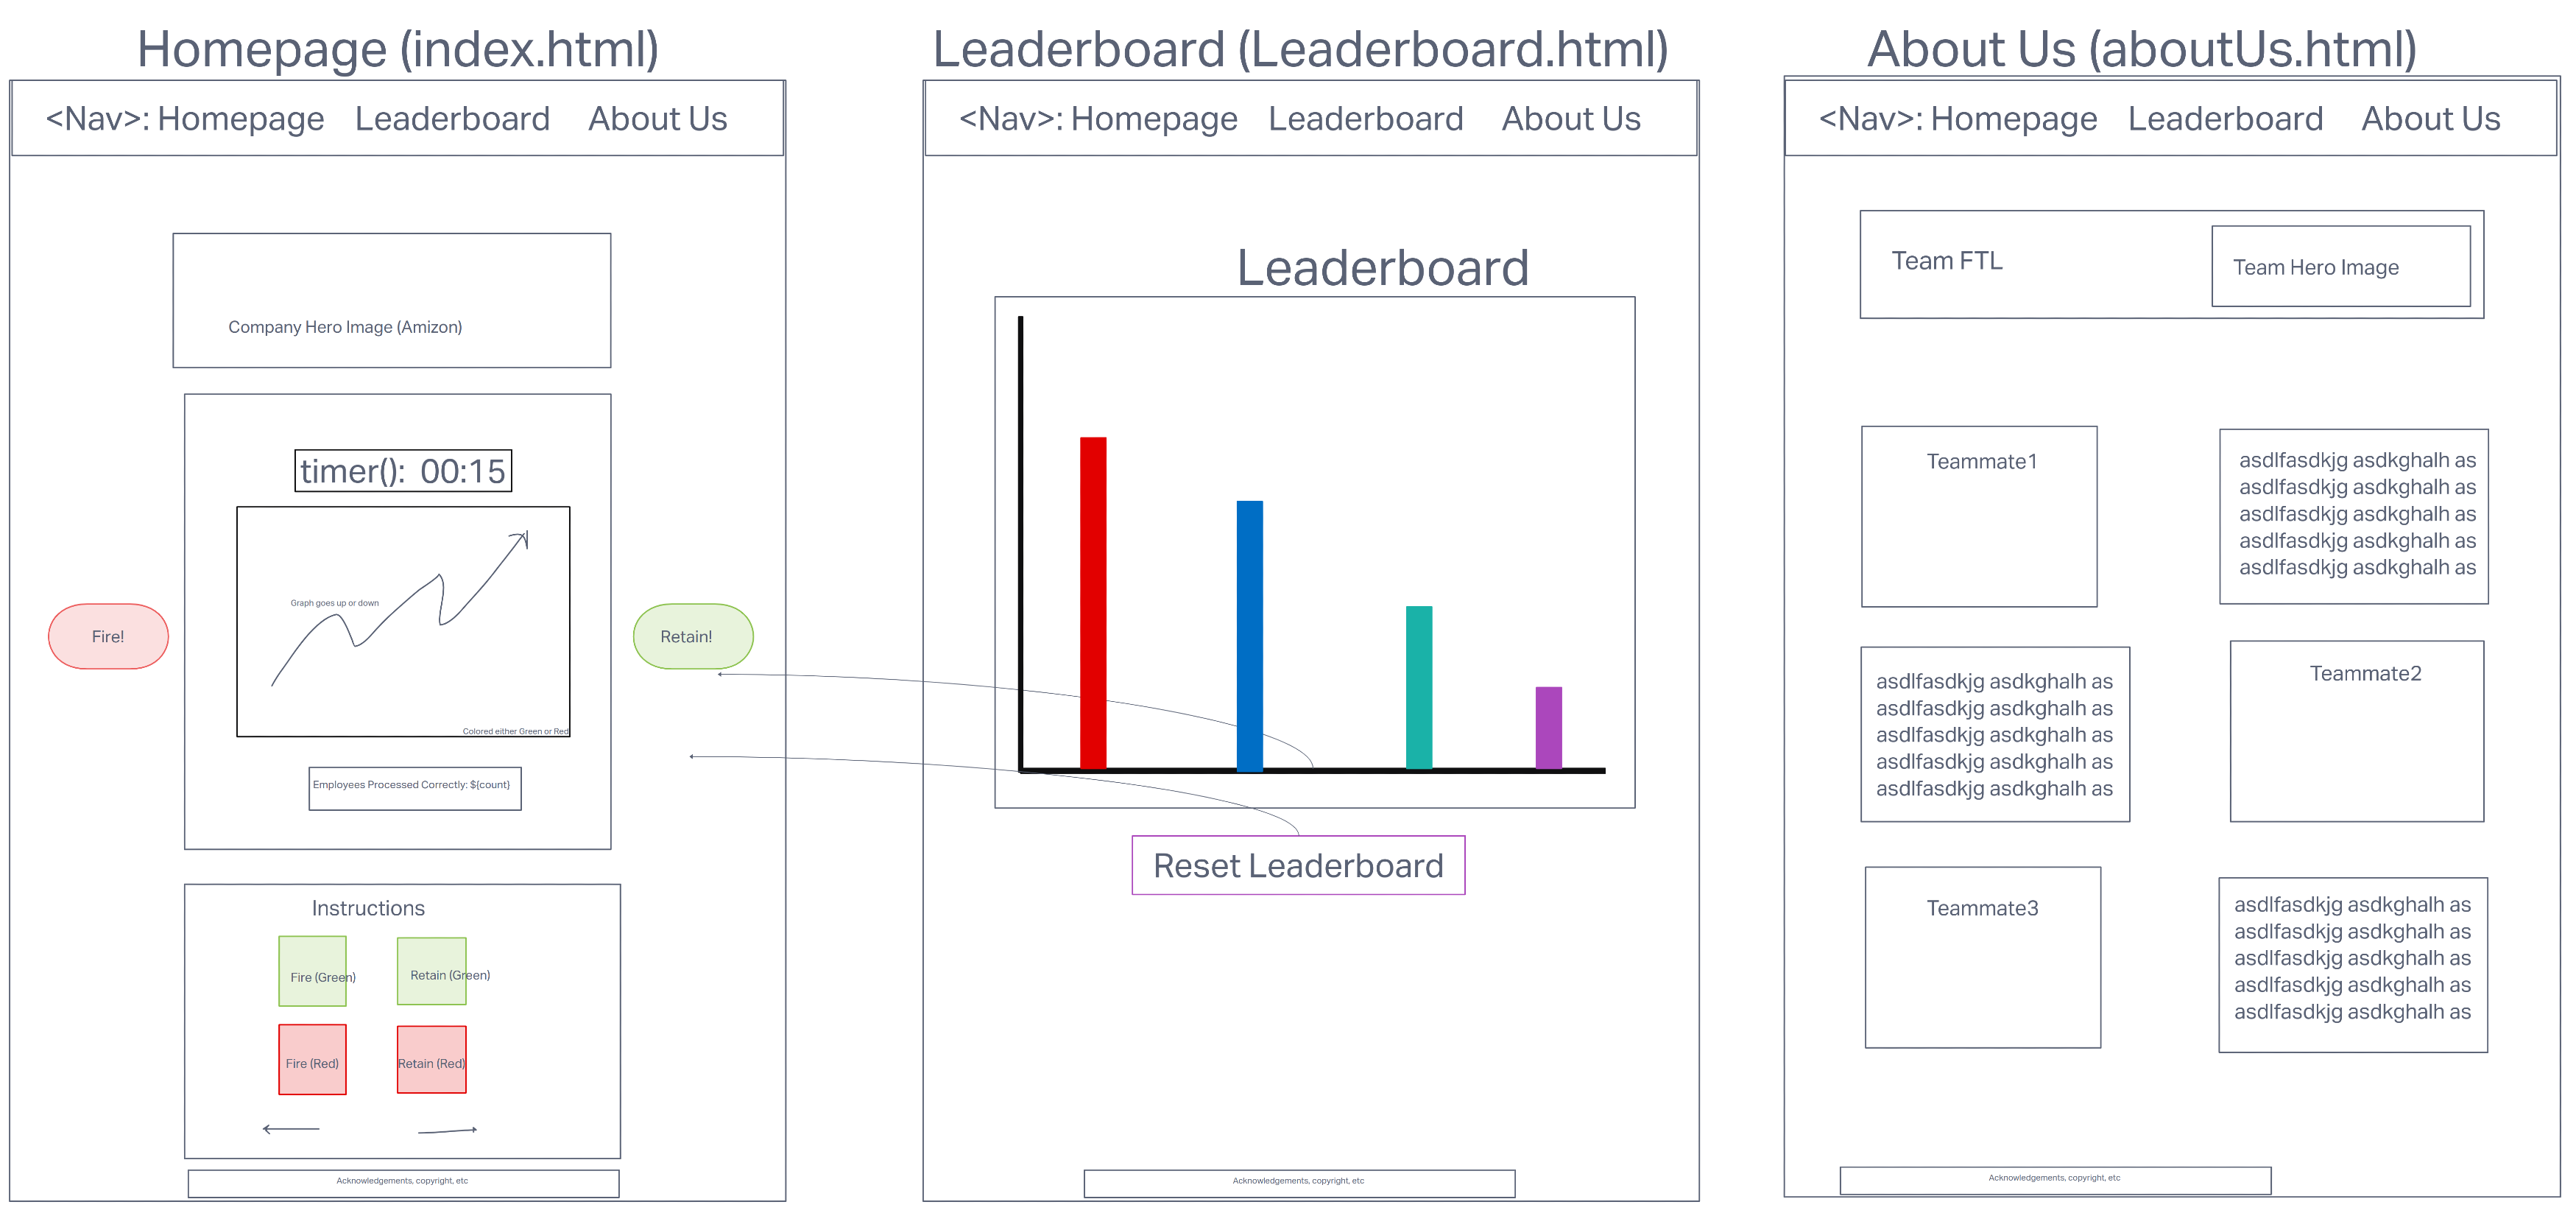 Homepage (index.html)
<Nav>: Homepage Leaderboard About Us
Company Hero Image (Amizon)
timer(): 00:15
Graph goes up or down
Colored either Green or Red
Fire!
Retain!
Employees Processed Correctly: ${count}
Instructions
Fire (Green)
Retain (Green)
Fire (Red)
Retain (Red)
Acknowledgements, copyright, etc
Leaderboard (Leaderboard.html)
<Nav>: Homepage Leaderboard About Us
Leaderboard
Reset Leaderboard
Acknowledgements, copyright, etc
About Us (aboutUs.html)
<Nav>: Homepage Leaderboard About Us
Team FTL
Team Hero Image
Teammate1
asdlfasdkjg asdkghalh as
asdlfasdkjg asdkghalh as
asdlfasdkjg asdkghalh as
asdlfasdkjg asdkghalh as
asdlfasdkjg asdkghalh as
asdlfasdkjg asdkghalh as
asdlfasdkjg asdkghalh as
asdlfasdkjg asdkghalh as
asdlfasdkjg asdkghalh as
asdlfasdkjg asdkghalh as
Teammate2
Teammate3
asdlfasdkjg asdkghalh as
asdlfasdkjg asdkghalh as
asdlfasdkjg asdkghalh as
asdlfasdkjg asdkghalh as
asdlfasdkjg asdkghalh as
Acknowledgements, copyright, etc